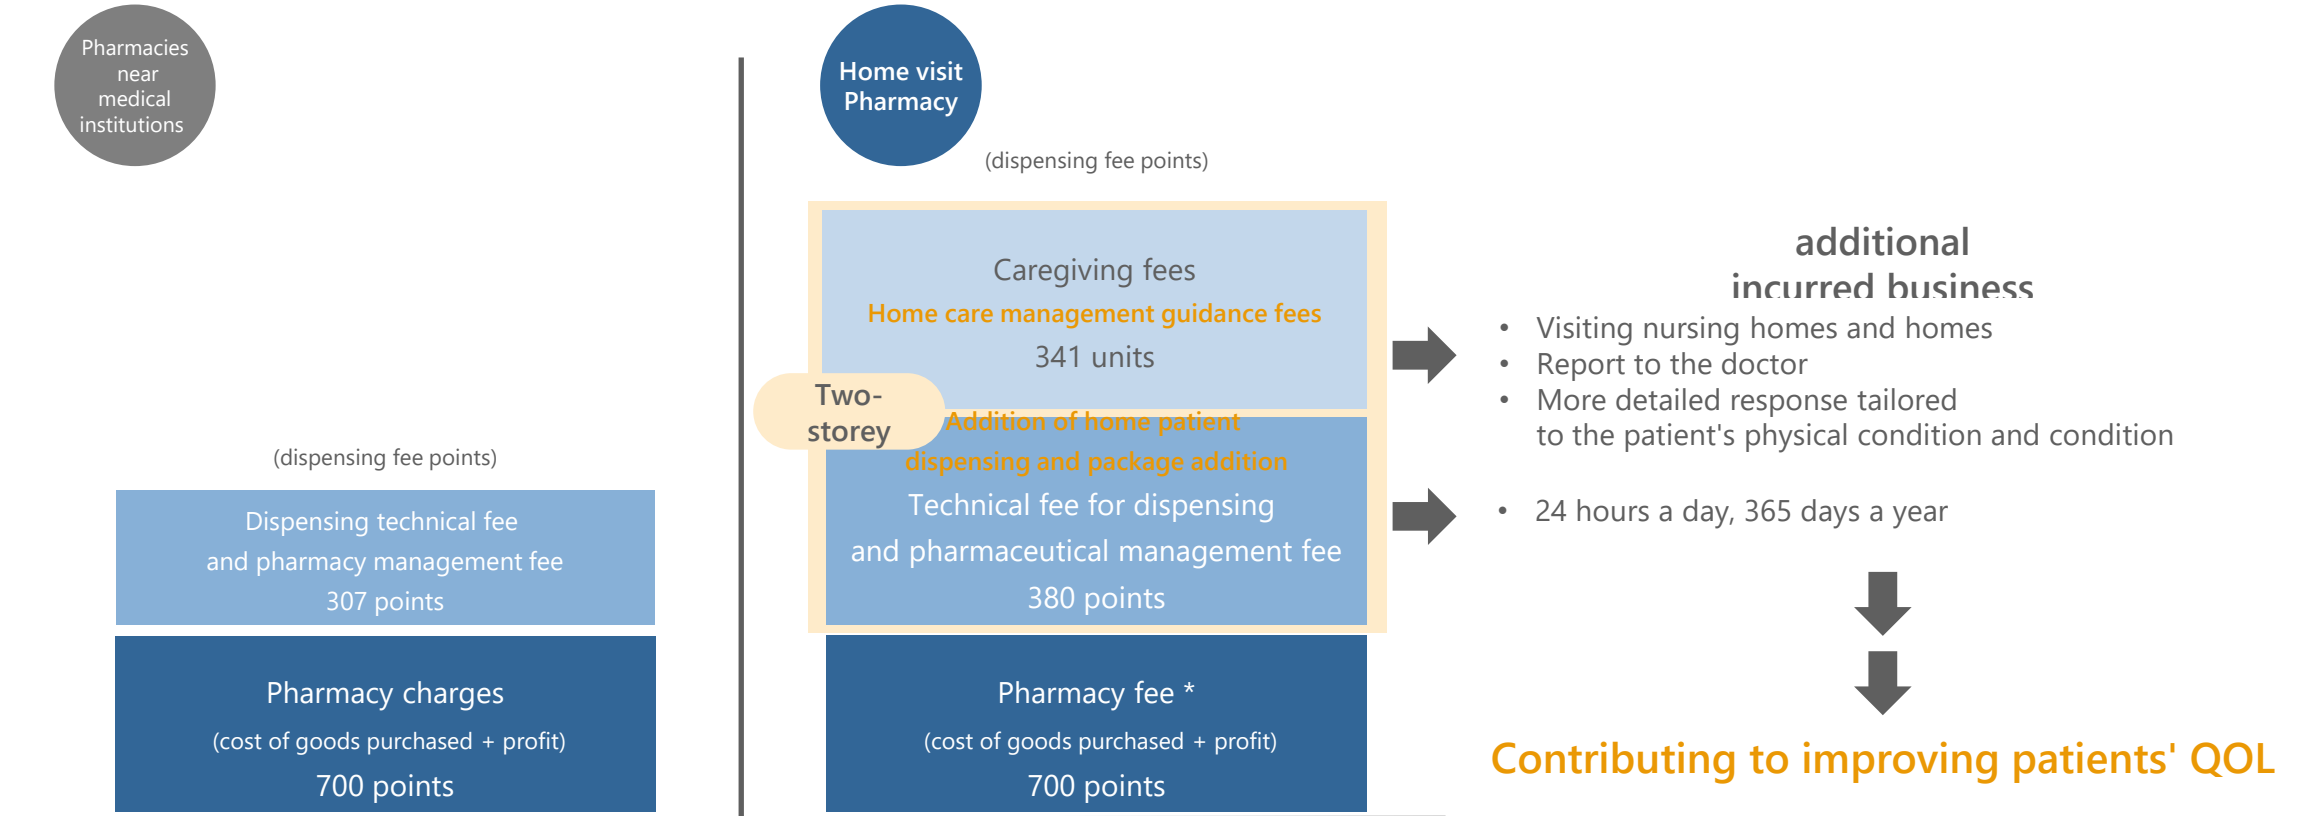 Pharmacies
near
medical
institutions
(dispensing fee points)
Dispensing technical fee
and pharmacy management fee
307 points
Pharmacy charges
(cost of goods purchased + profit)
700 points
Home visit
Pharmacy
(dispensing fee points)
Caregiving fees
Home care management guidance fees
341 units
Two-
storey
Addition of home patient
dispensing and package addition
Technical fee for dispensing
and pharmaceutical management fee
380 points
Pharmacy fee *
(cost of goods purchased + profit)
700 points
additional
incurred business
• Visiting nursing homes and homes
• Report to the doctor
• More detailed response tailored
to the patient's physical condition and condition
• 24 hours a day, 365 days a year
Contributing to improving patients' QOL